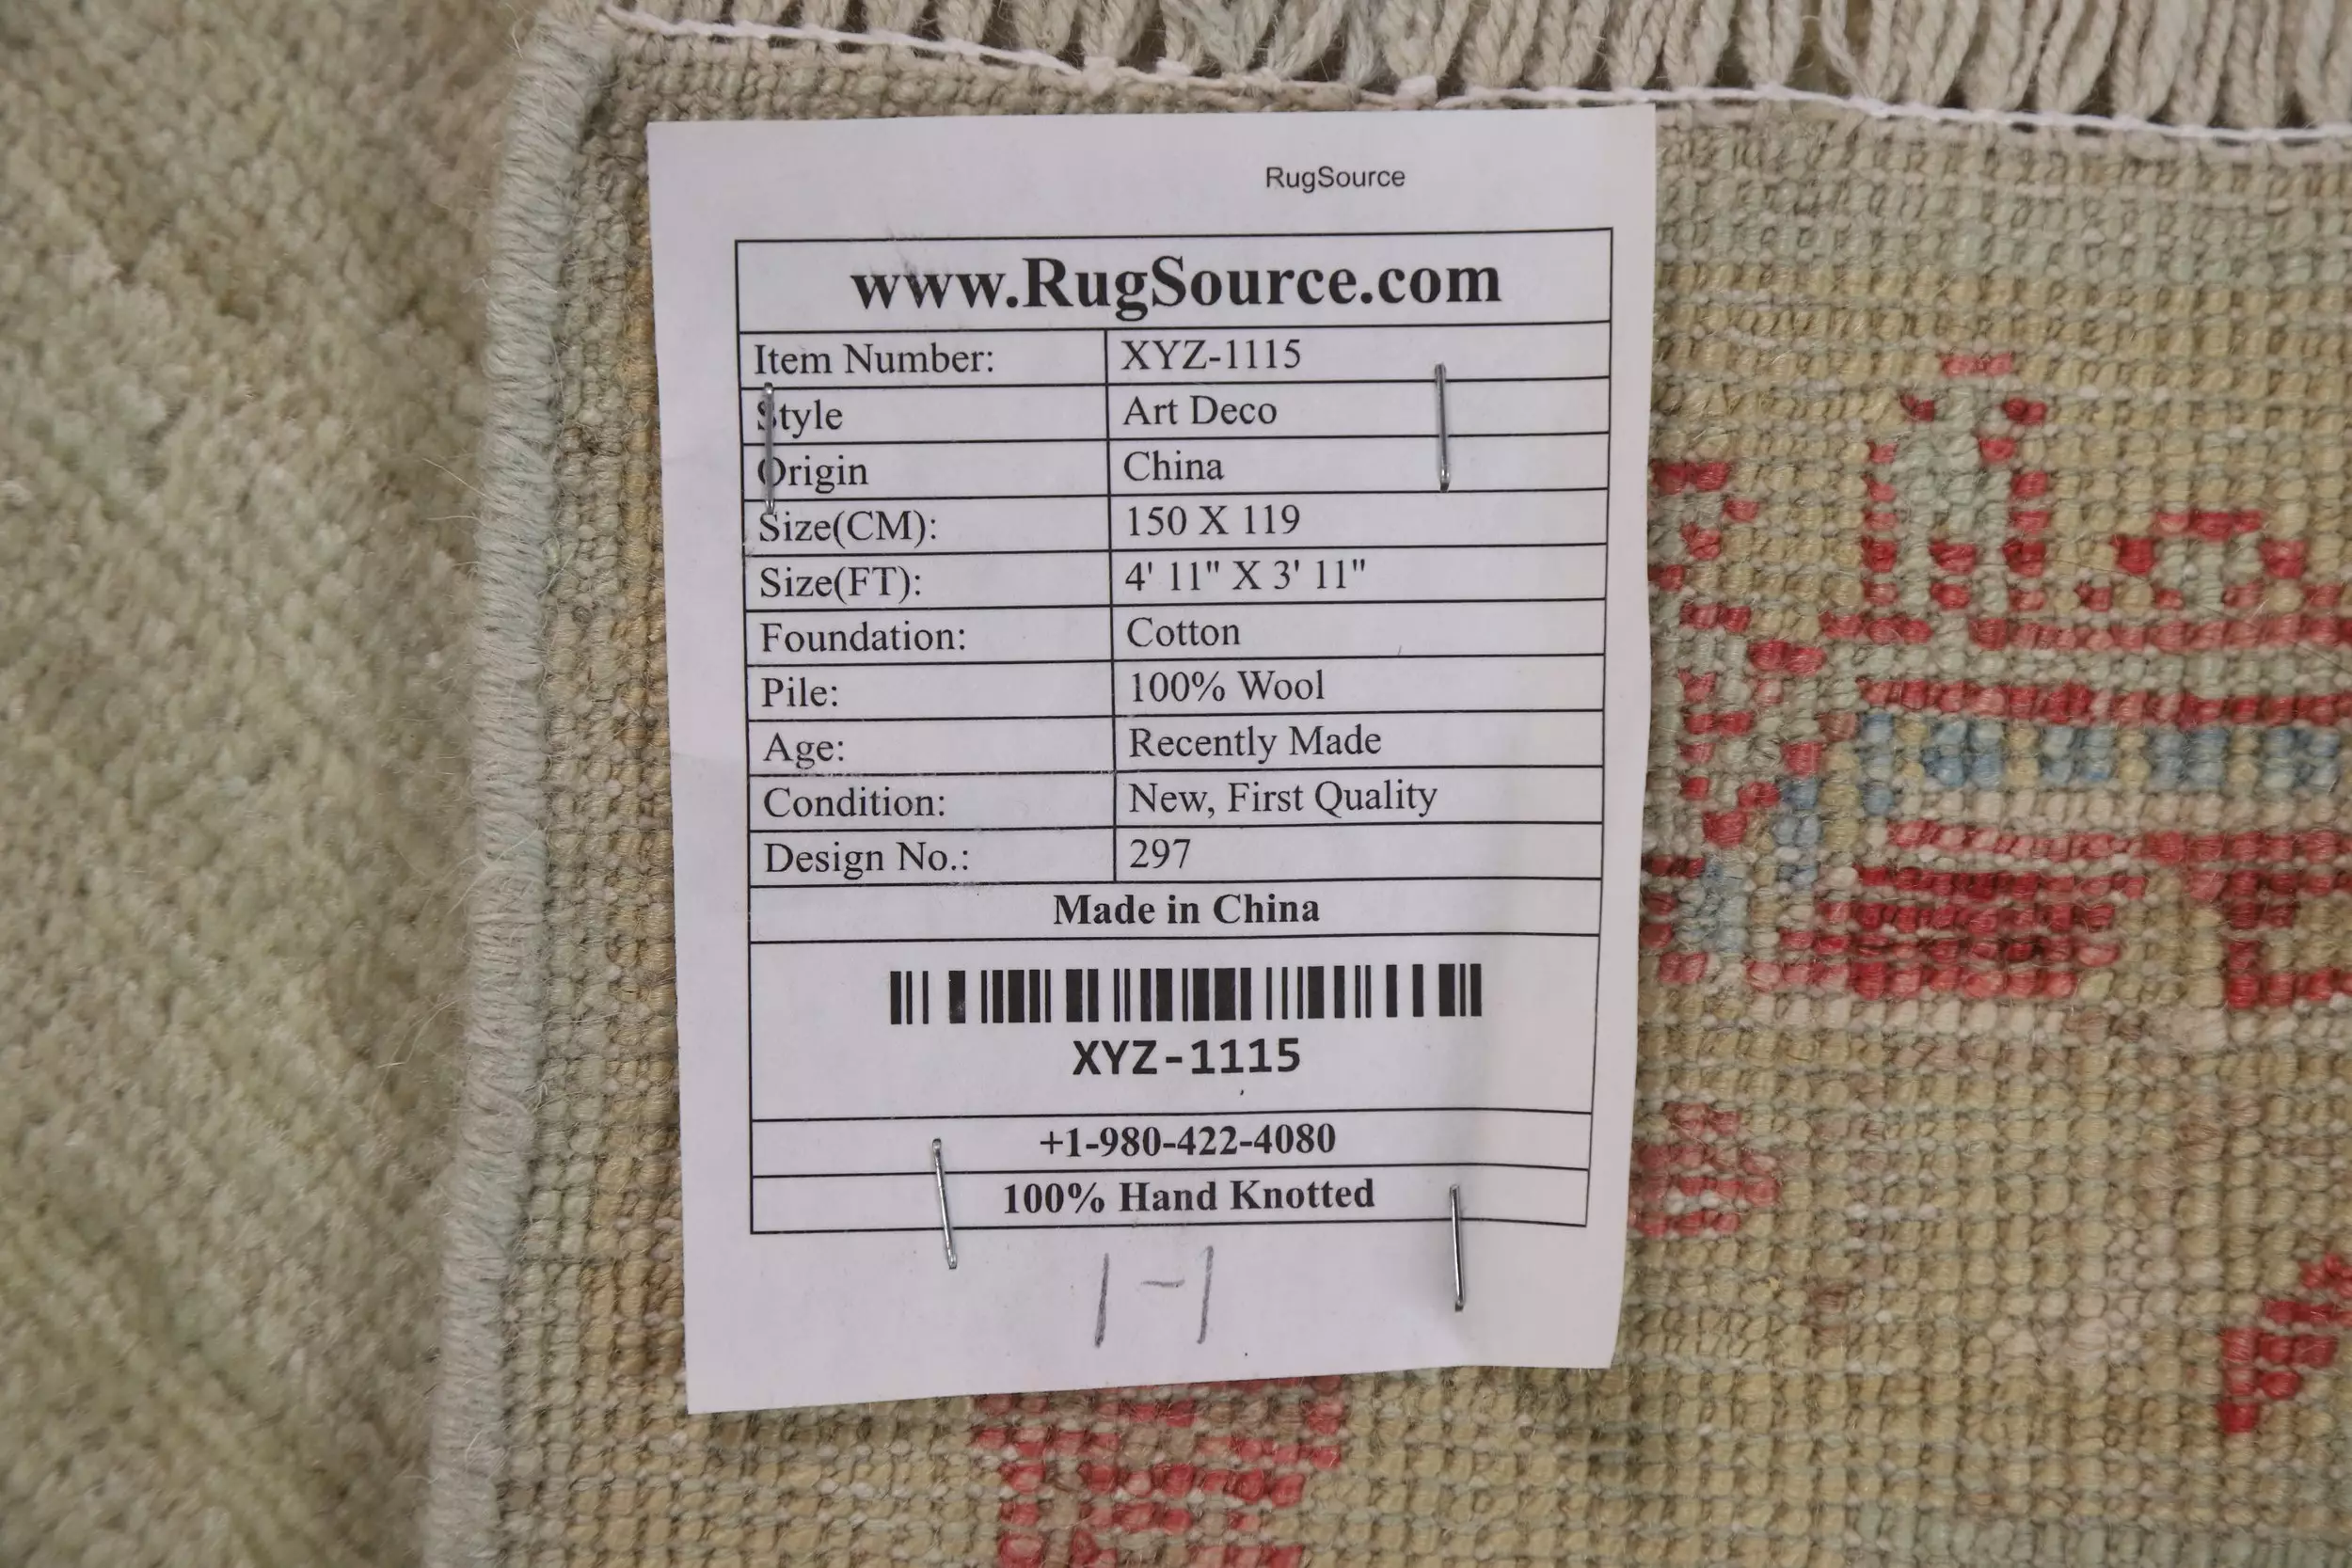 RugSource
www.RugSource.com
Item Number: XYZ-1115
Style Art Deco
Origin China
Size(CM): 150 X 119
Size(FT): 4' 11" X 3' 11"
Foundation: Cotton
Pile: 100% Wool
Age: Recently Made
Condition: New, First Quality
Design No.: 297
Made in China
XYZ-1115
+1-980-422-4080
100% Hand Knotted
1-1